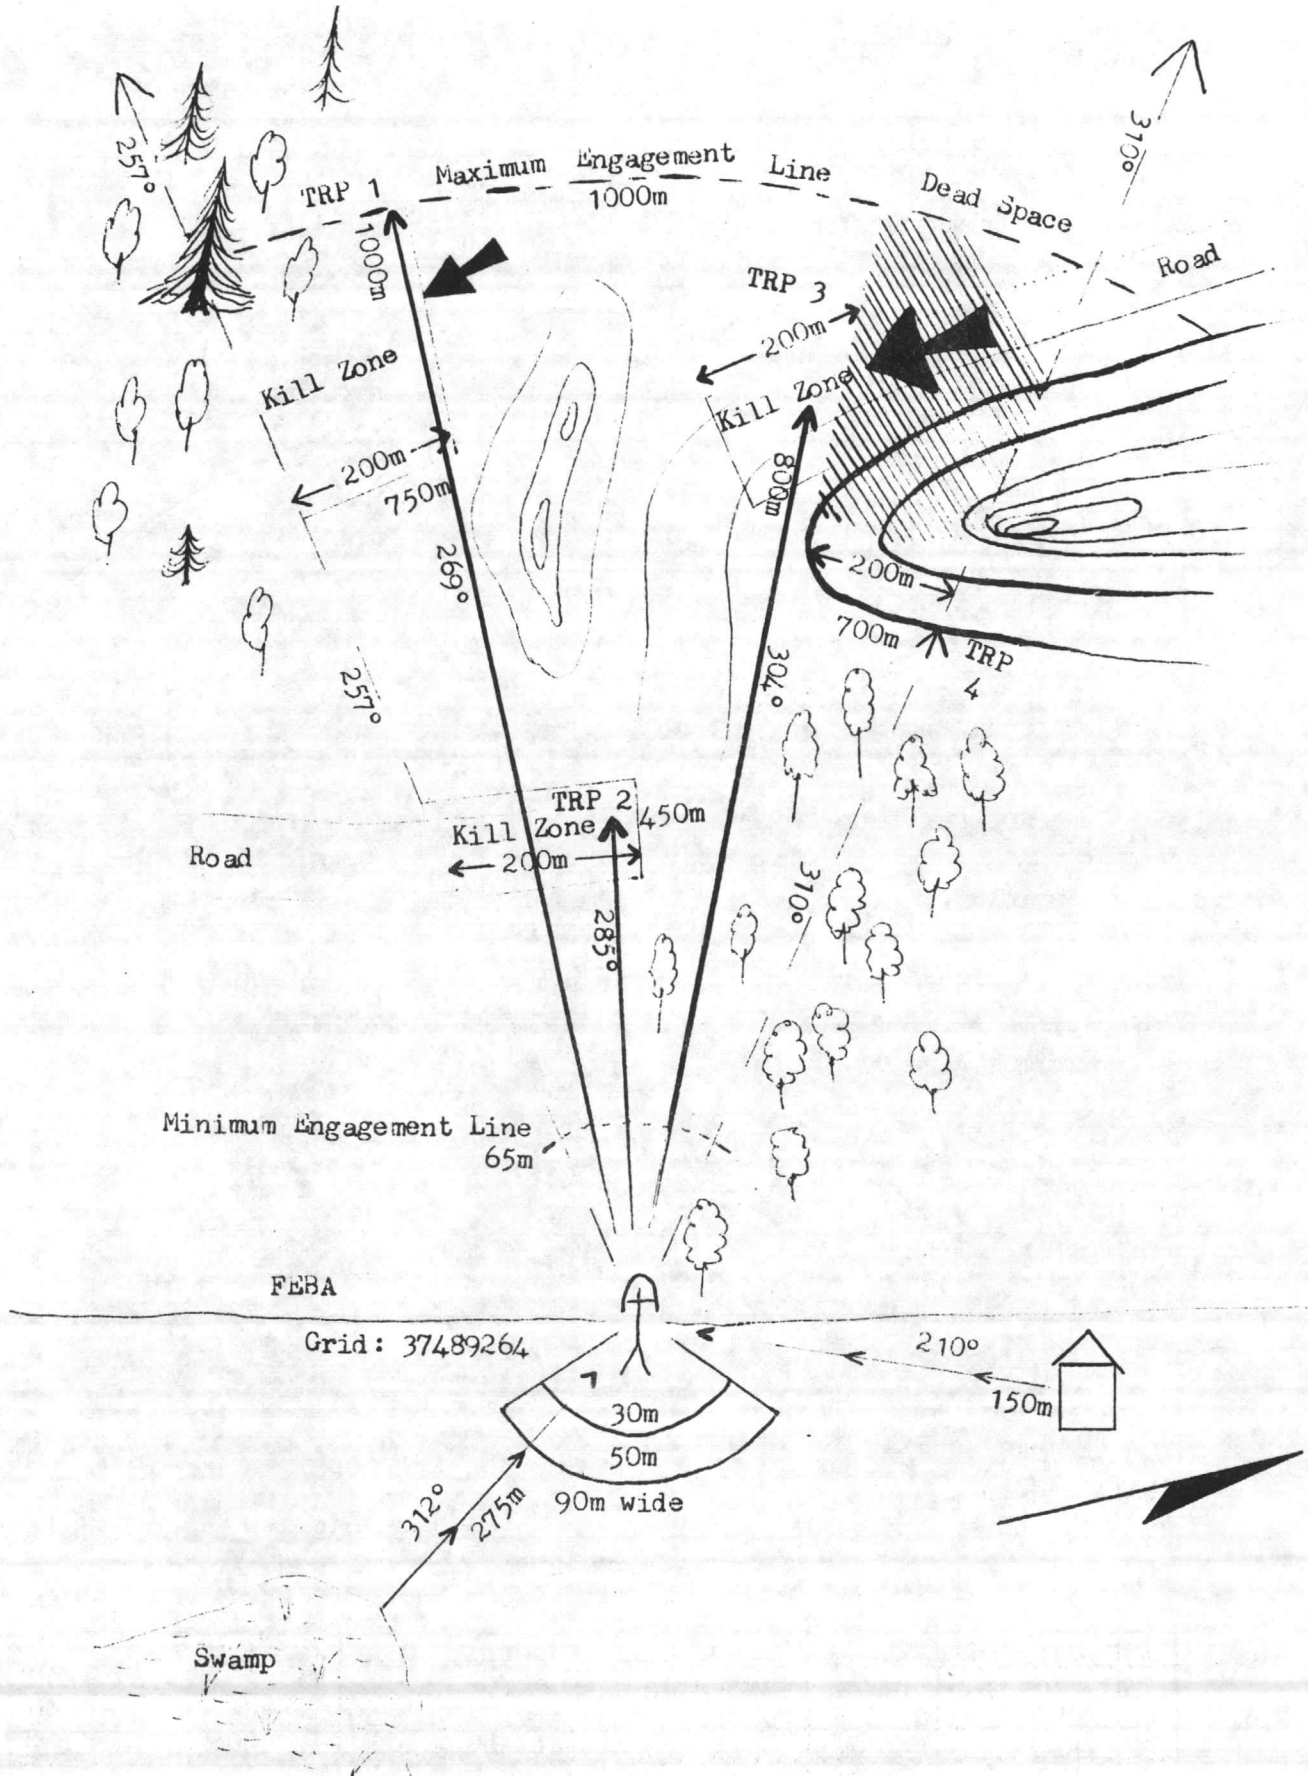 257°
310°
TRP 1
Maximum Engagement Line
1000m
Dead Space
1000m
TRP 3
Road
200m
Kill Zone
Kill Zone
200m
750m
800m
269°
200m
700m
TRP
4
304°
257°
TRP 2
450m
Kill Zone
200m
Road
310°
285°
Minimum Engagement Line
65m
FEBA
Grid: 37489264
210°
150m
30m
50m
90m wide
312°
275m
Swamp